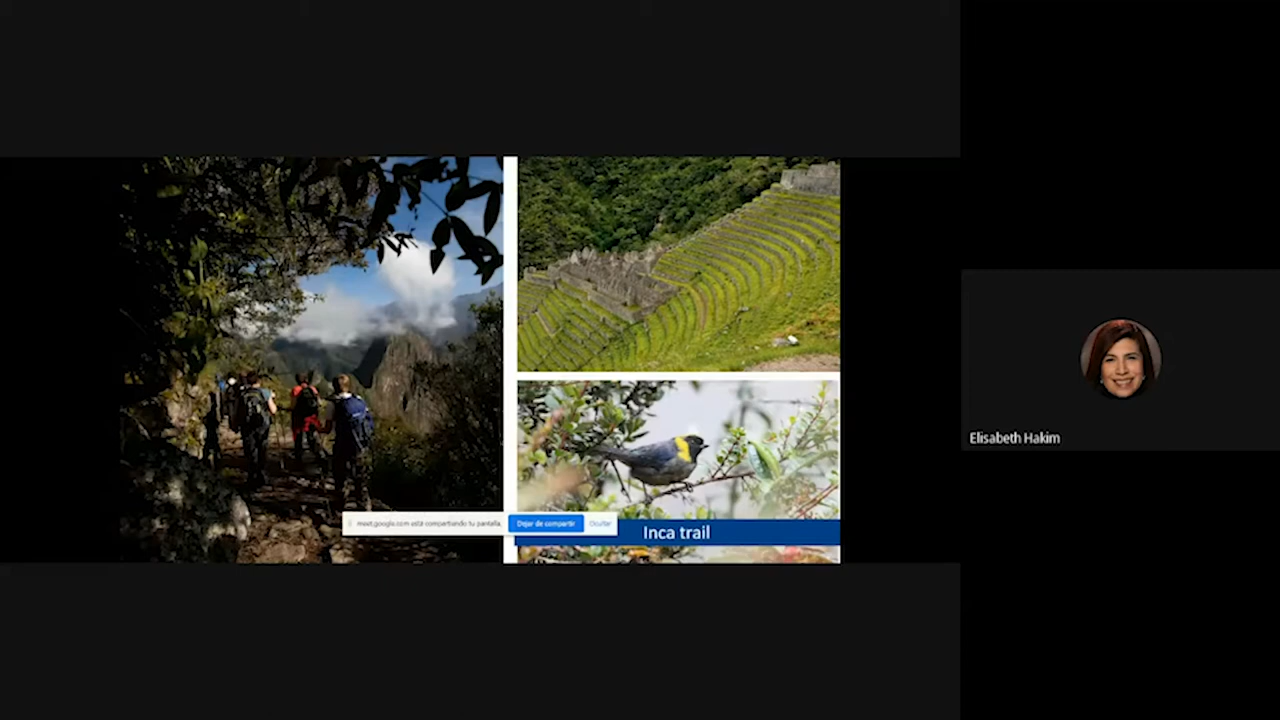 meet.google.com está compartiendo tu pantalla.
Dejar de compartir
Ocultar
Inca trail
Elisabeth Hakim